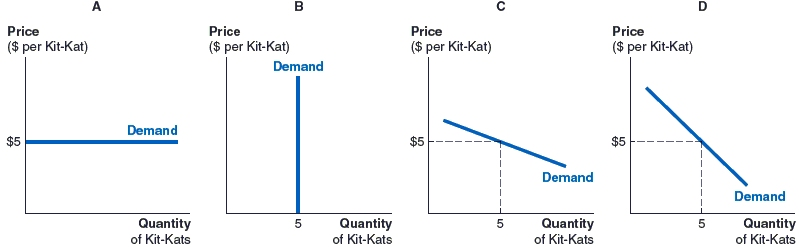 A
Price
($ per Kit-Kat)
Demand
$5
Quantity
of Kit-Kats
B
Price
($ per Kit-Kat)
Demand
5
Quantity
of Kit-Kats
C
Price
($ per Kit-Kat)
$5
Demand
5
Quantity
of Kit-Kats
D
Price
($ per Kit-Kat)
$5
Demand
5
Quantity
of Kit-Kats